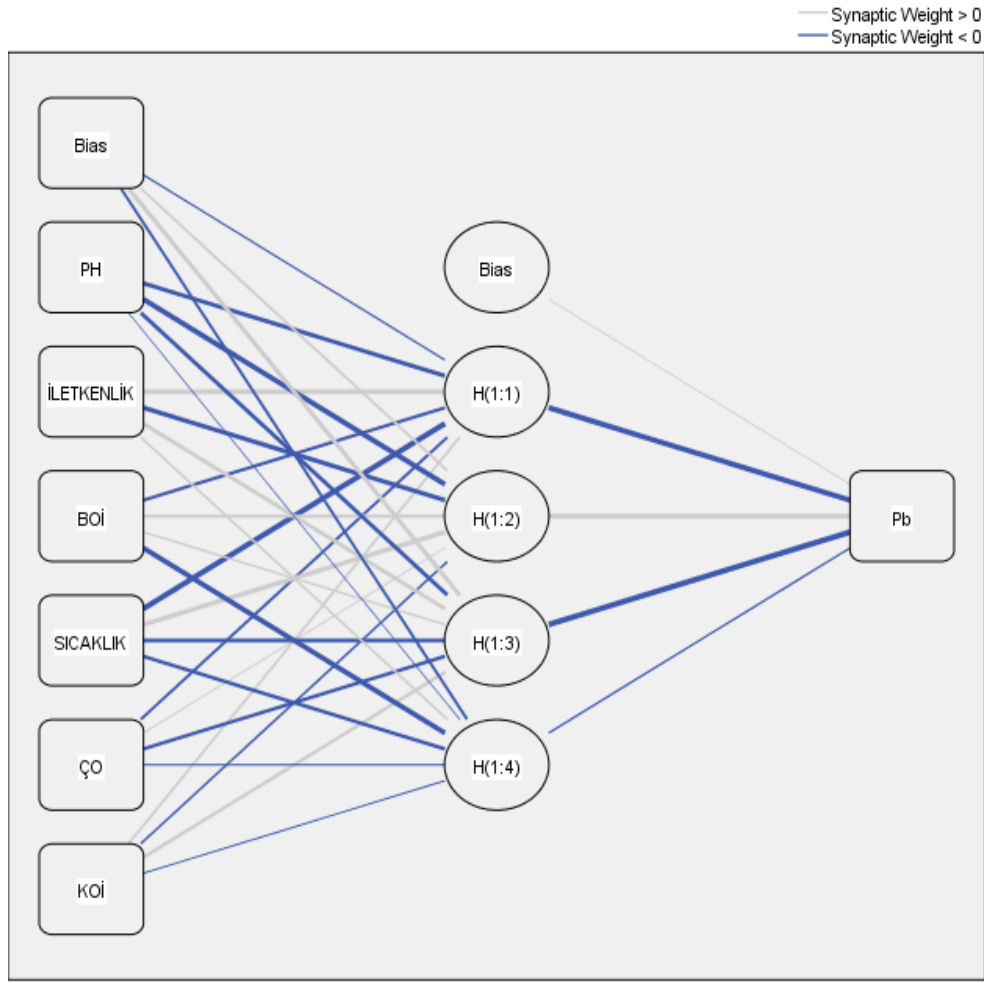 Synaptic Weight > 0
Synaptic Weight < 0
Bias
PH
İLETKENLİK
BOİ
SICAKLIK
ÇO
KOİ
Bias
H(1:1)
H(1:2)
H(1:3)
H(1:4)
Pb